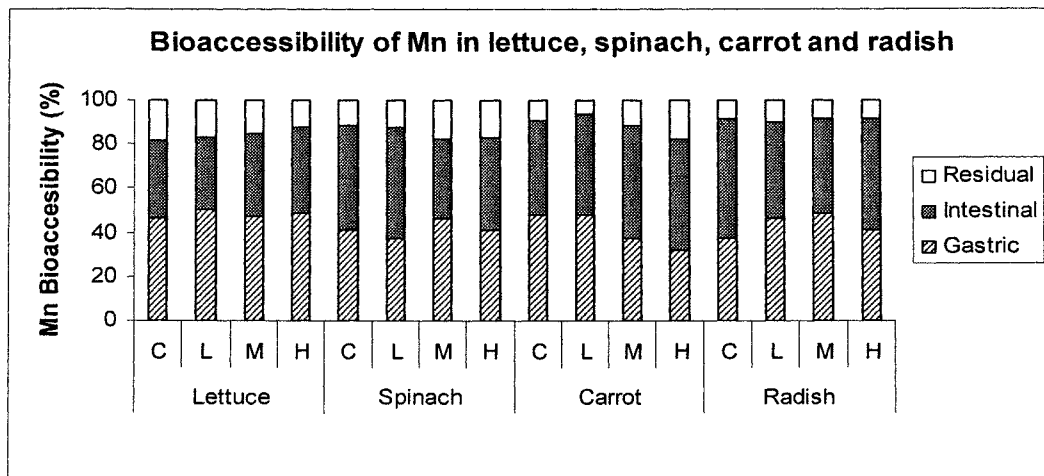 Bioaccessibility of Mn in lettuce, spinach, carrot and radish
Mn Bioaccesibility (%)
100
80
60
40
20
0
C L M H C L M H C L M H C L M H
Lettuce Spinach Carrot Radish
Residual
Intestinal
Gastric